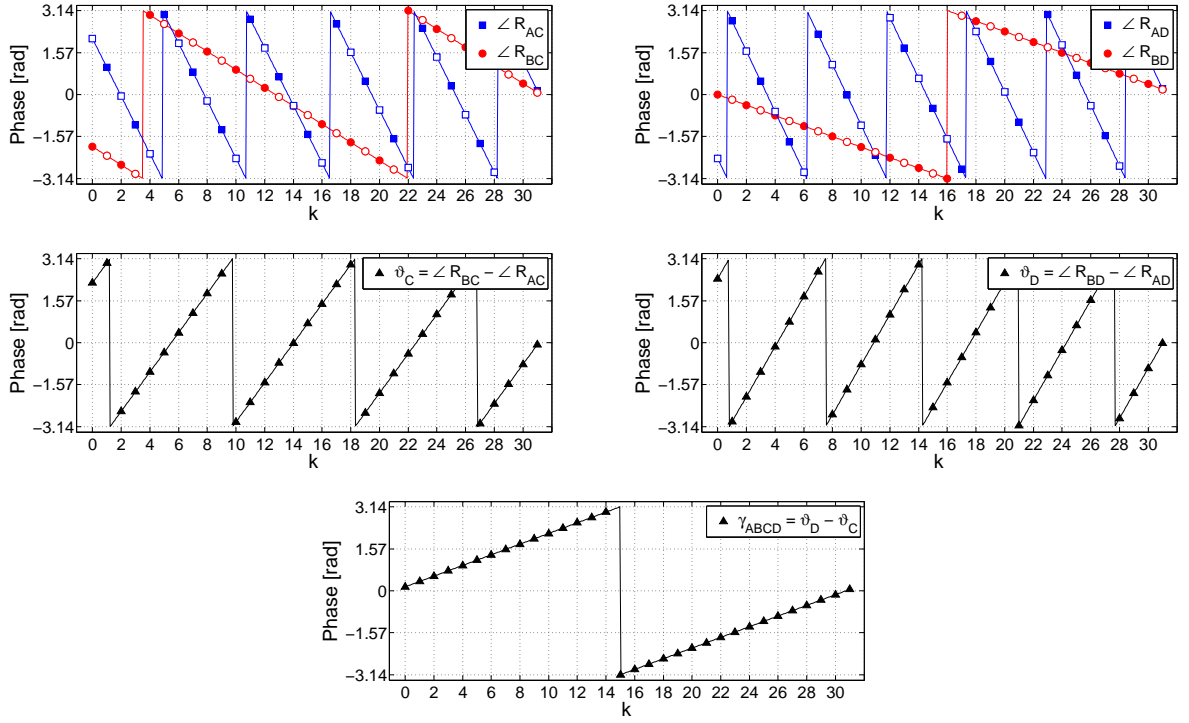 3.14
1.57
0
−1.57
−3.14
Phase [rad]
0 2 4 6 8 10 12 14 16 18 20 22 24 26 28 30
k
∠ R_AC
∠ R_BC
3.14
1.57
0
−1.57
−3.14
Phase [rad]
0 2 4 6 8 10 12 14 16 18 20 22 24 26 28 30
k
∠ R_AD
∠ R_BD
3.14
1.57
0
−1.57
−3.14
Phase [rad]
0 2 4 6 8 10 12 14 16 18 20 22 24 26 28 30
k
ϑ_C = ∠ R_BC − ∠ R_AC
3.14
1.57
0
−1.57
−3.14
Phase [rad]
0 2 4 6 8 10 12 14 16 18 20 22 24 26 28 30
k
ϑ_D = ∠ R_BD − ∠ R_AD
3.14
1.57
0
−1.57
−3.14
Phase [rad]
0 2 4 6 8 10 12 14 16 18 20 22 24 26 28 30
k
γ_ABCD = ϑ_D − ϑ_C